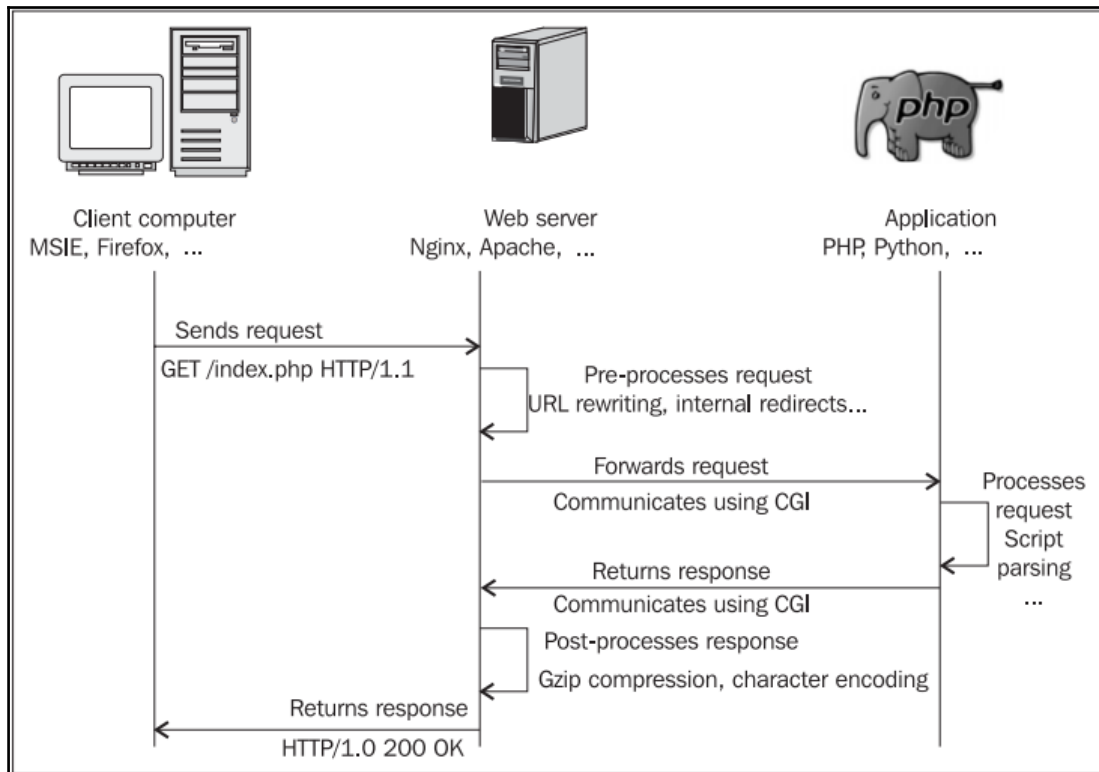 php
Client computer
MSIE, Firefox, ...
Web server
Nginx, Apache, ...
Application
PHP, Python, ...
Sends request
GET /index.php HTTP/1.1
Pre-processes request
URL rewriting, internal redirects...
Forwards request
Communicates using CGI
Processes
request
Script
parsing
...
Returns response
Communicates using CGI
Post-processes response
Gzip compression, character encoding
Returns response
HTTP/1.0 200 OK